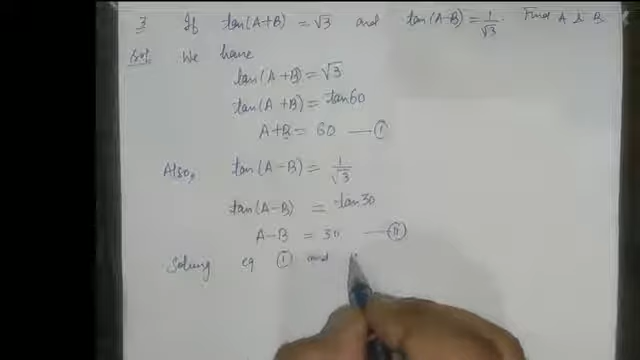 3 If tan(A+B) = √3 and tan(A-B) = 1/√3. Find A & B
Sol. We have
tan(A+B) = √3
tan(A+B) = tan60
A+B = 60 —— (I)
Also, tan(A-B) = 1/√3
tan(A-B) = tan30
A-B = 30 —— (II)
Solving eq (I) and